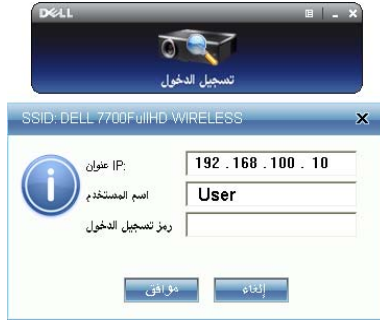 DELL
تسجيل الدخول
SSID: DELL 7700FullHD WIRELESS
عنوان IP:
192 . 168 . 100 . 10
اسم المستخدم
User
رمز تسجيل الدخول
موافق
إلغاء